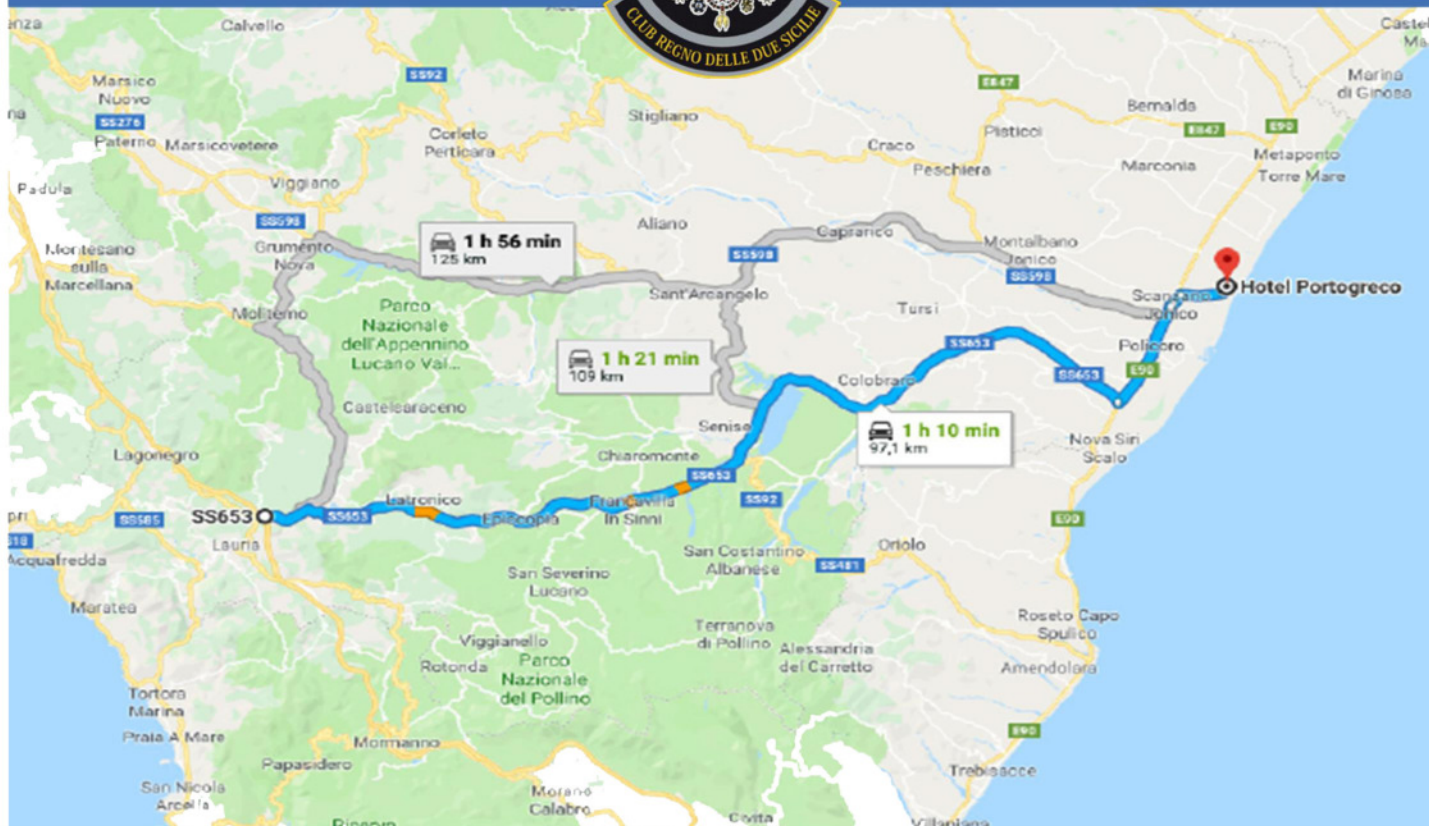 CLUB REGNO DELLE DUE SICILIE
Calvello
SS92
E847
Marina
di Ginosa
Marsico
Nuovo
Stigliano
Bernalda
SS276
Corleto
Perticara
Pisticci
E847
E90
Paterno
Marsicovetere
Craco
Metaponto
Peschiera
Marconia
Torre Mare
Padula
Viggiano
SS598
Aliano
Montesano
sulla
Marcellana
Grumento
Nova
1 h 56 min
125 km
SS598
Montalbano
Jonico
SS598
Hotel Portogreco
Sant'Arcangelo
Scanzano
Jonico
Moliterno
Parco
Nazionale
dell'Appennino
Lucano Val...
Tursi
SS653
Policoro
1 h 21 min
109 km
SS653
E90
Colobraro
Castelsaraceno
Senise
1 h 10 min
97,1 km
Nova Siri
Scalo
Lagonegro
Chiaromonte
SS653
Latronico
Francavilla
In Sinni
SS92
SS585
SS653
SS653
Episcopia
E90
Lauria
San Costantino
Albanese
Oriolo
SS481
Acquafredda
San Severino
Lucano
Maratea
Terranova
di Pollino
Roseto Capo
Spulico
Viggianello
Alessandria
del Carretto
Rotonda
Parco
Nazionale
del Pollino
Amendolara
Tortora
Marina
E90
Praia A Mare
Mormanno
Papasidero
Trebisacce
San Nicola
Arcella
Morano
Calabro
Civita
Villapiana